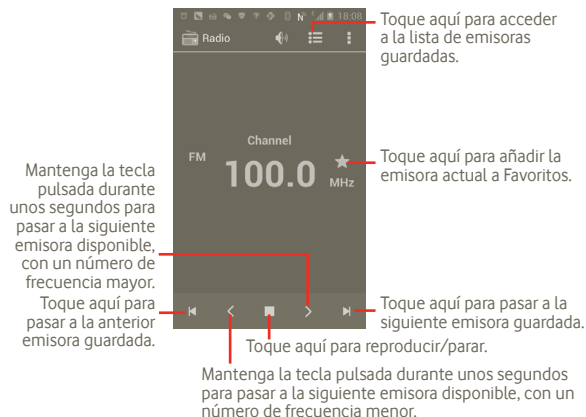 18:08
Radio
Toque aquí para acceder
a la lista de emisoras
guardadas.
Channel
FM
100.0
MHz
Toque aquí para añadir la
emisora actual a Favoritos.
Mantenga la tecla
pulsada durante
unos segundos para
pasar a la siguiente
emisora disponible,
con un número de
frecuencia mayor.
Toque aquí para
pasar a la anterior
emisora guardada.
Toque aquí para pasar a la
siguiente emisora guardada.
Toque aquí para reproducir/parar.
Mantenga la tecla pulsada durante unos segundos
para pasar a la siguiente emisora disponible, con un
número de frecuencia menor.